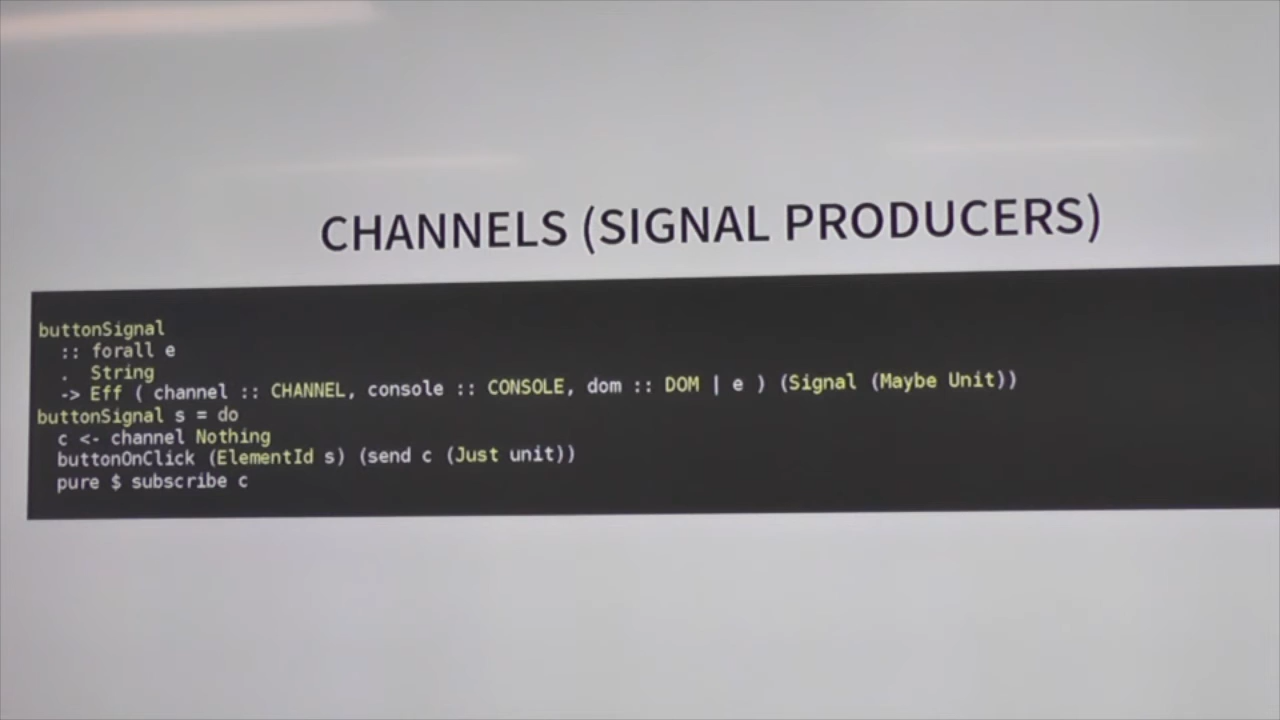 CHANNELS (SIGNAL PRODUCERS)
buttonSignal
:: forall e
. String
-> Eff ( channel :: CHANNEL, console :: CONSOLE, dom :: DOM | e ) (Signal (Maybe Unit))
buttonSignal s = do
c <- channel Nothing
buttonOnClick (ElementId s) (send c (Just unit))
pure $ subscribe c